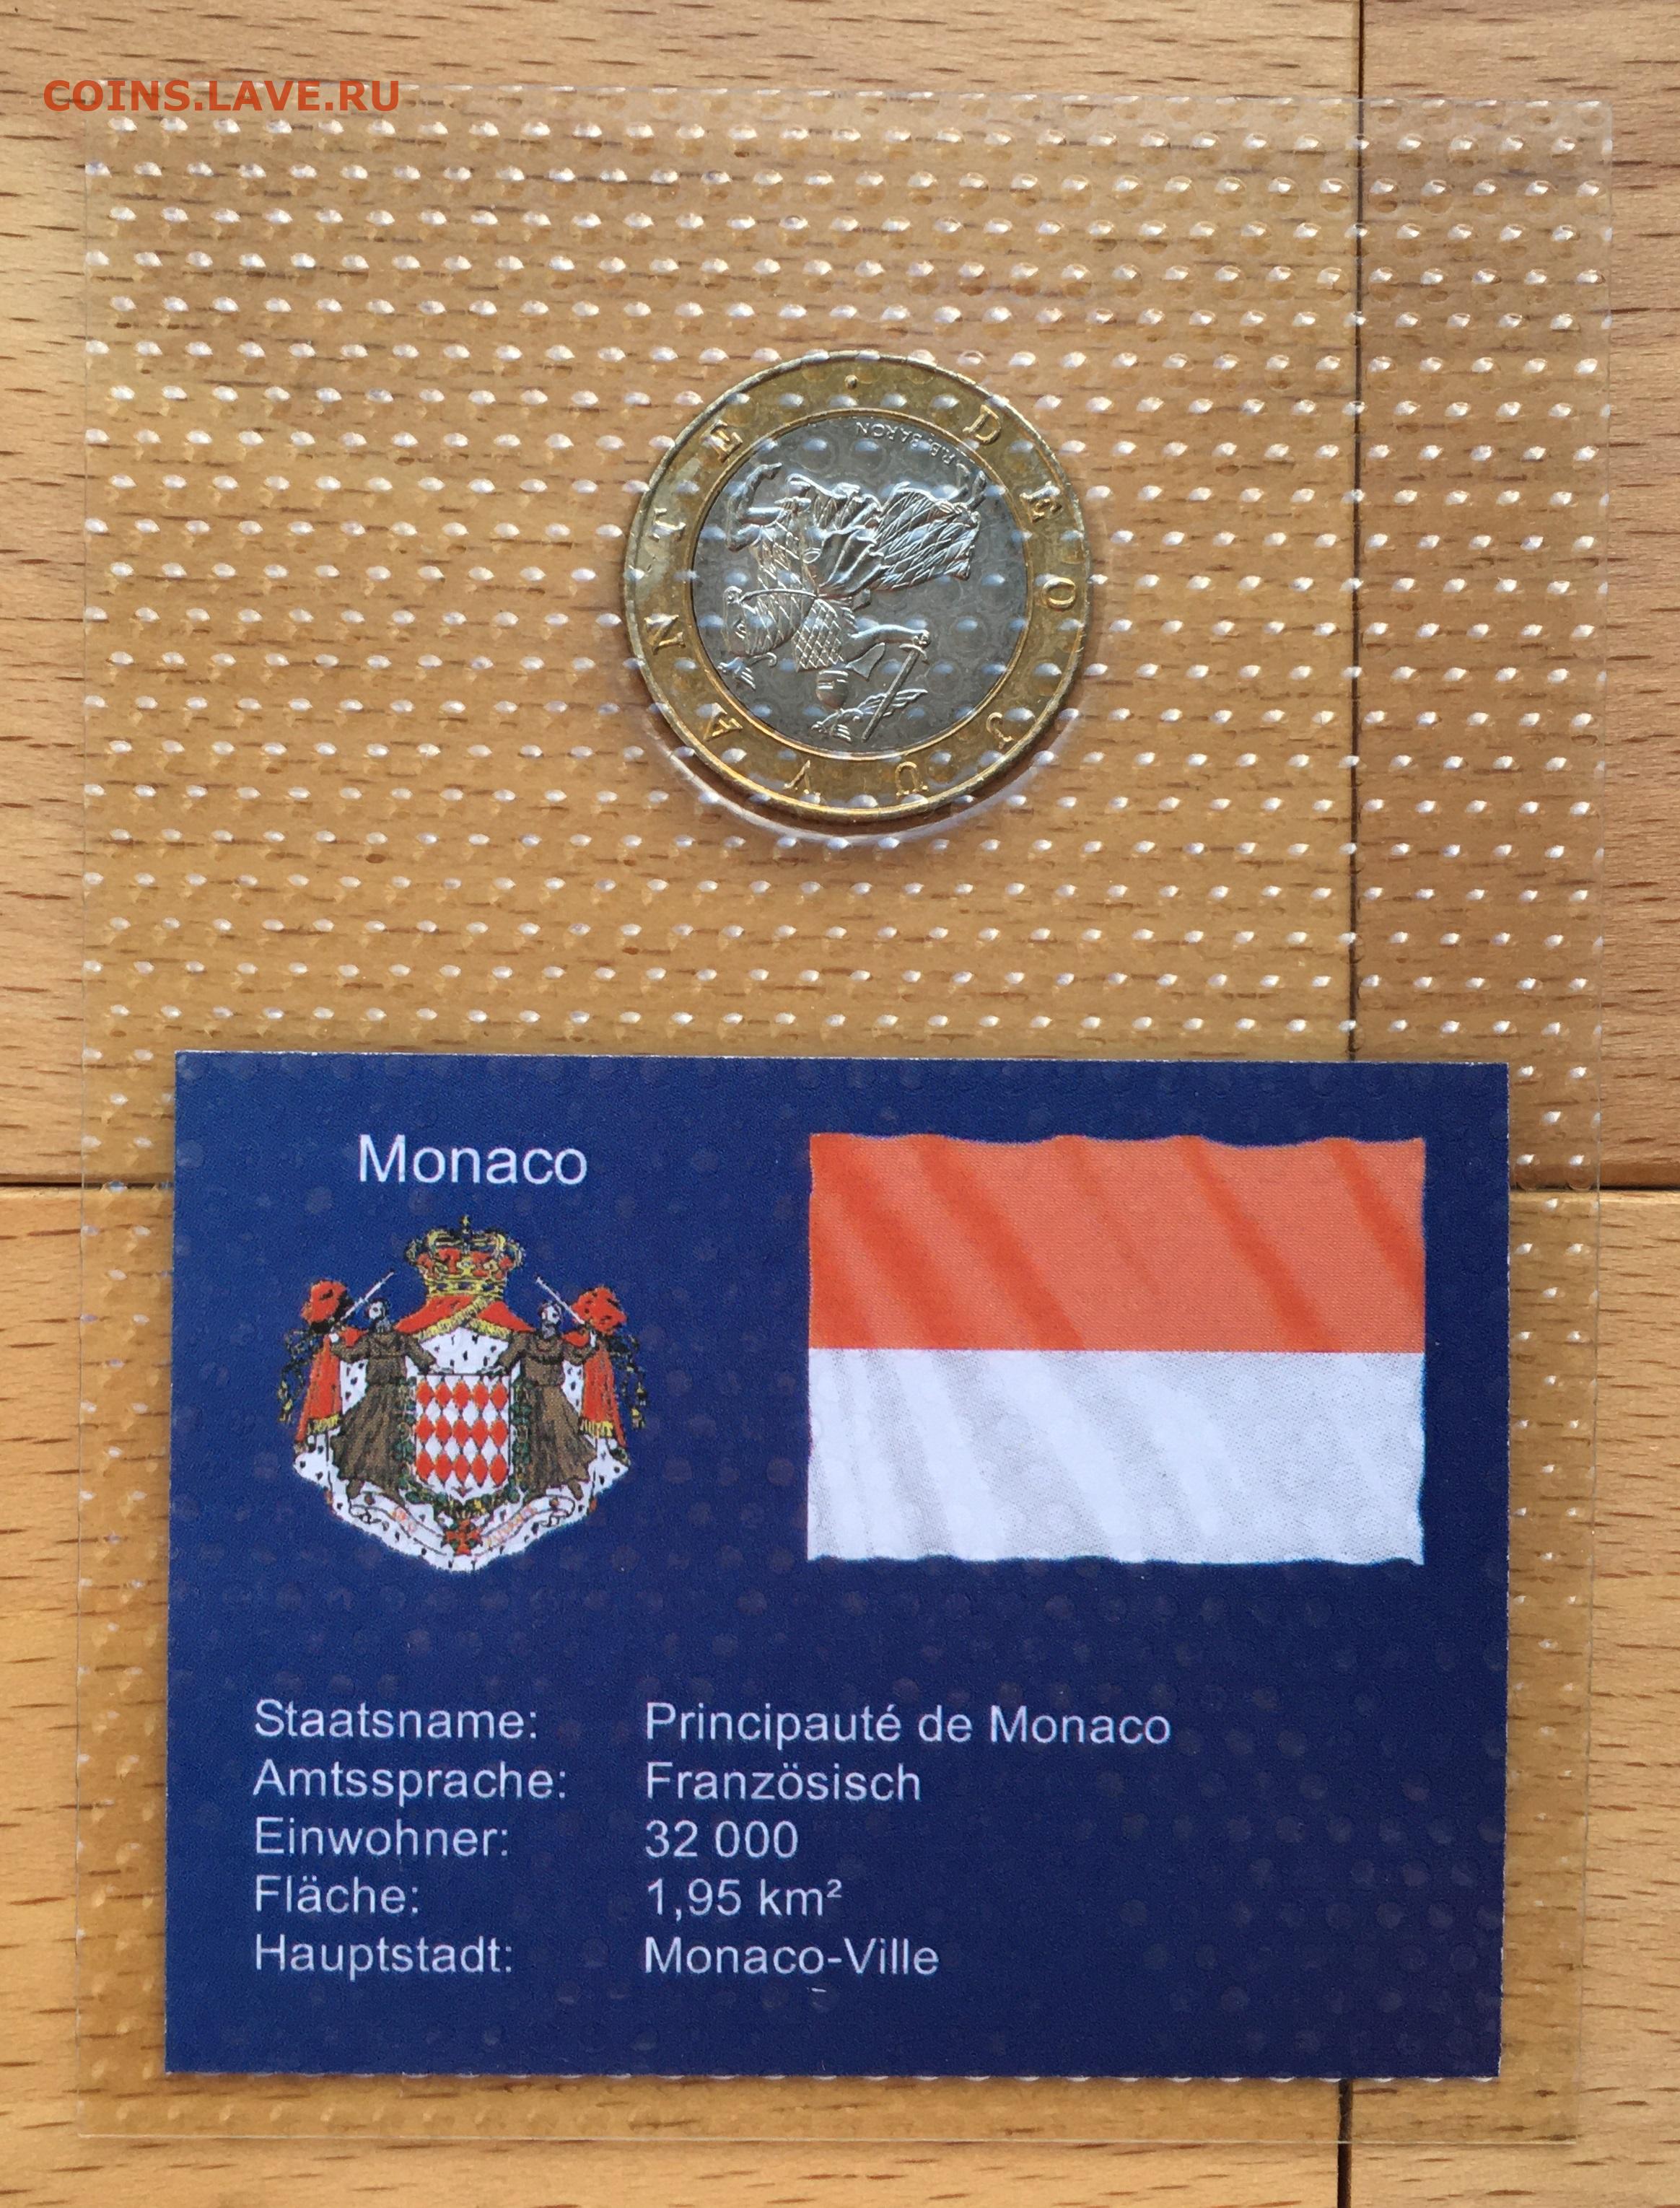 COINS.LAVE.RU
DEO JUVANTE
R.B. BARON
Monaco
Staatsname: Principauté de Monaco
Amtssprache: Französisch
Einwohner: 32 000
Fläche: 1,95 km²
Hauptstadt: Monaco-Ville